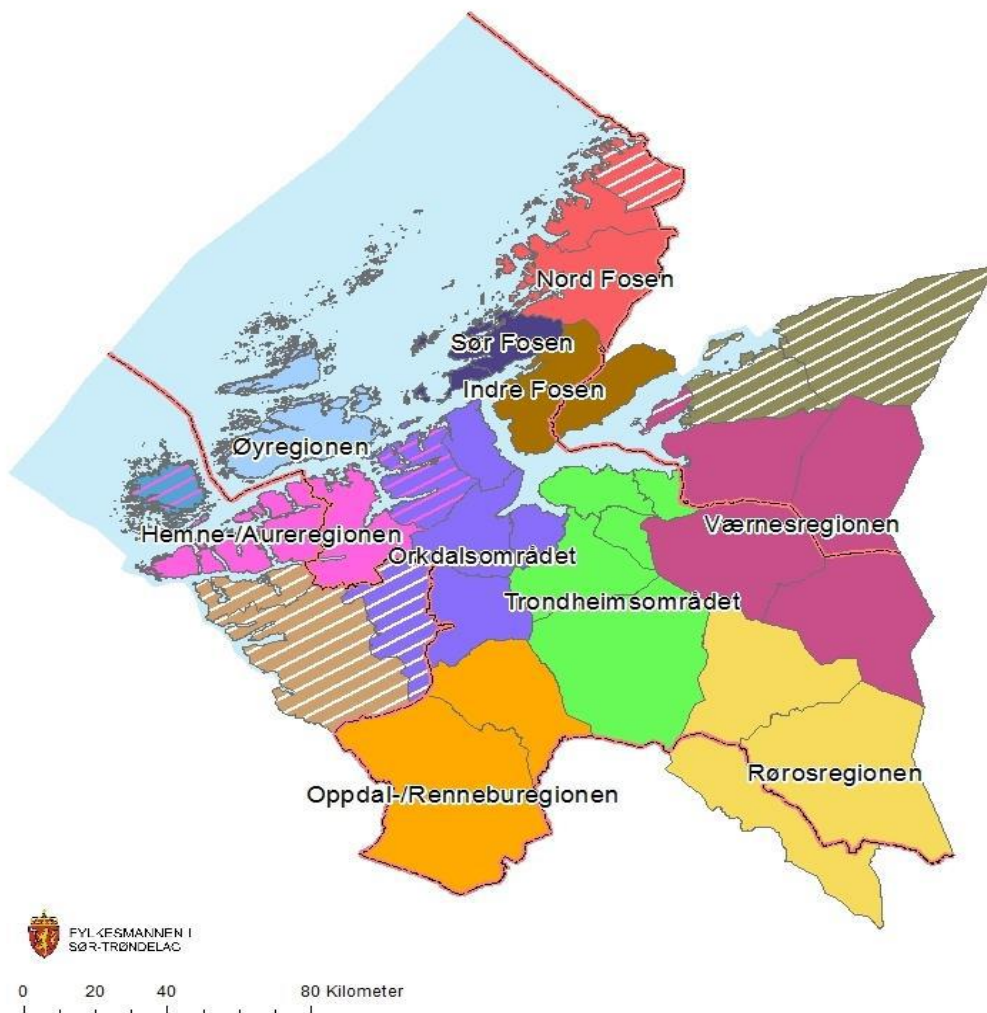 Nord Fosen
Sør Fosen
Indre Fosen
Øyregionen
Værnesregionen
Hemne-/Aureregionen
Orkdalsområdet
Trondheimsområdet
Rørosregionen
Oppdal-/Renneburegionen
FYLKESMANNEN I
SØR-TRØNDELAG
0 20 40 80 Kilometer